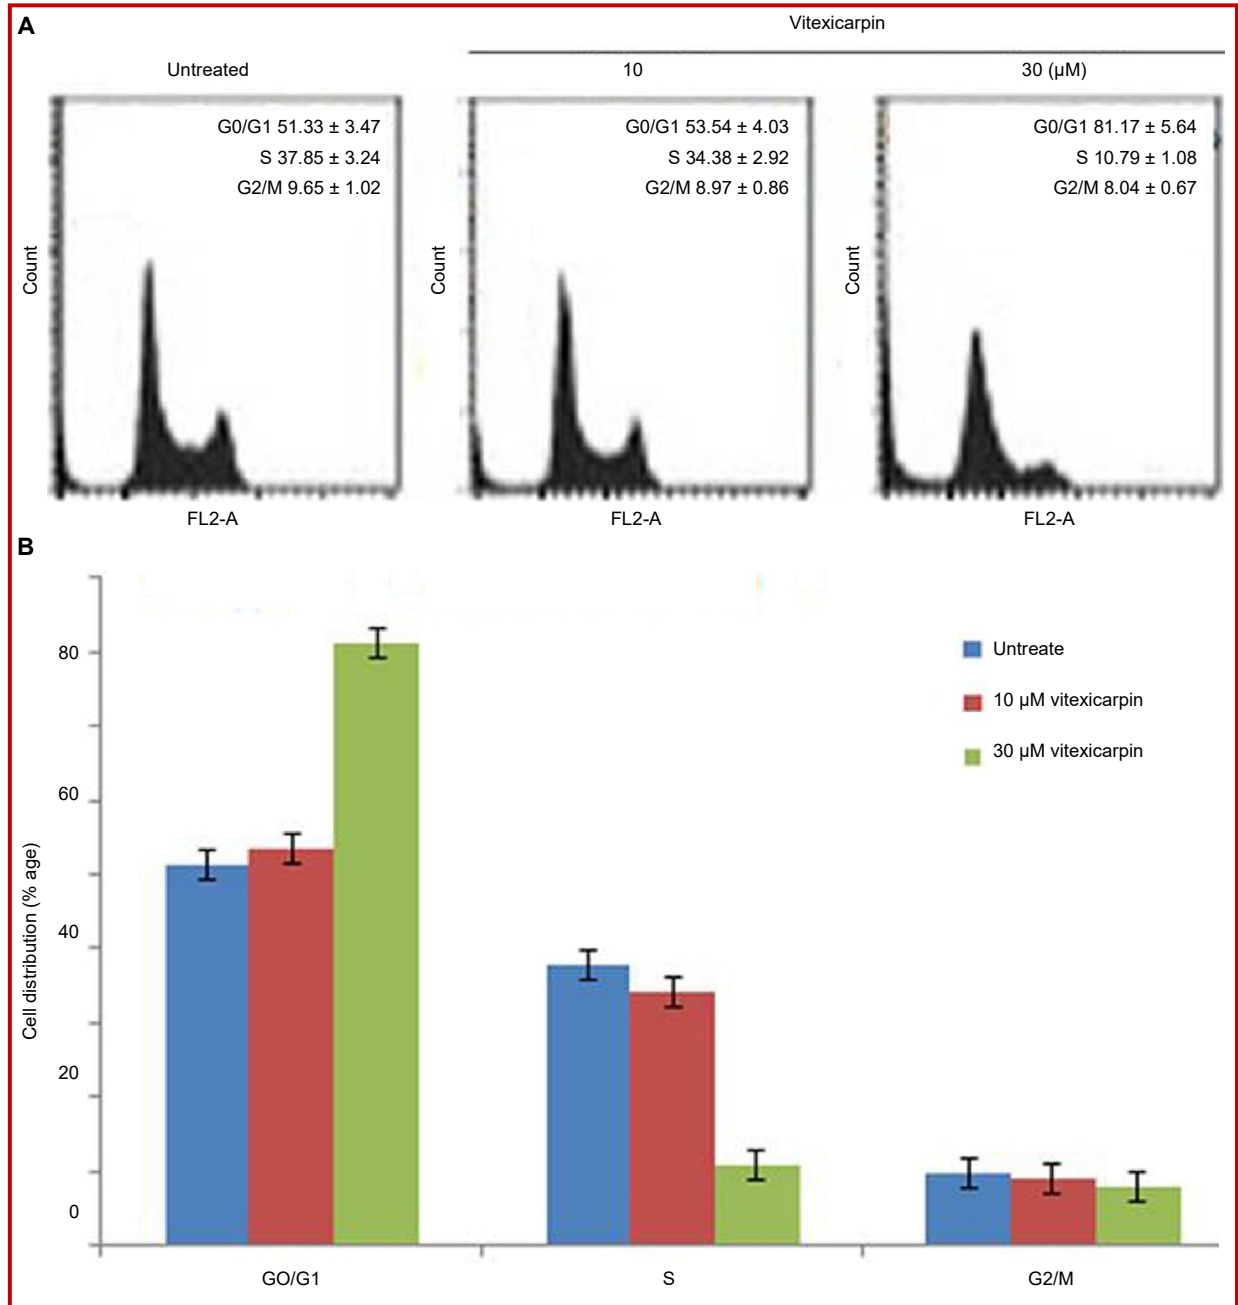 A
Vitexicarpin
Untreated
10
30 (µM)
G0/G1 51.33 ± 3.47
S 37.85 ± 3.24
G2/M 9.65 ± 1.02
G0/G1 53.54 ± 4.03
S 34.38 ± 2.92
G2/M 8.97 ± 0.86
G0/G1 81.17 ± 5.64
S 10.79 ± 1.08
G2/M 8.04 ± 0.67
Count
Count
Count
FL2-A
FL2-A
FL2-A
B
Cell distribution (% age)
80
60
40
20
0
Untreate
10 µM vitexicarpin
30 µM vitexicarpin
GO/G1
S
G2/M